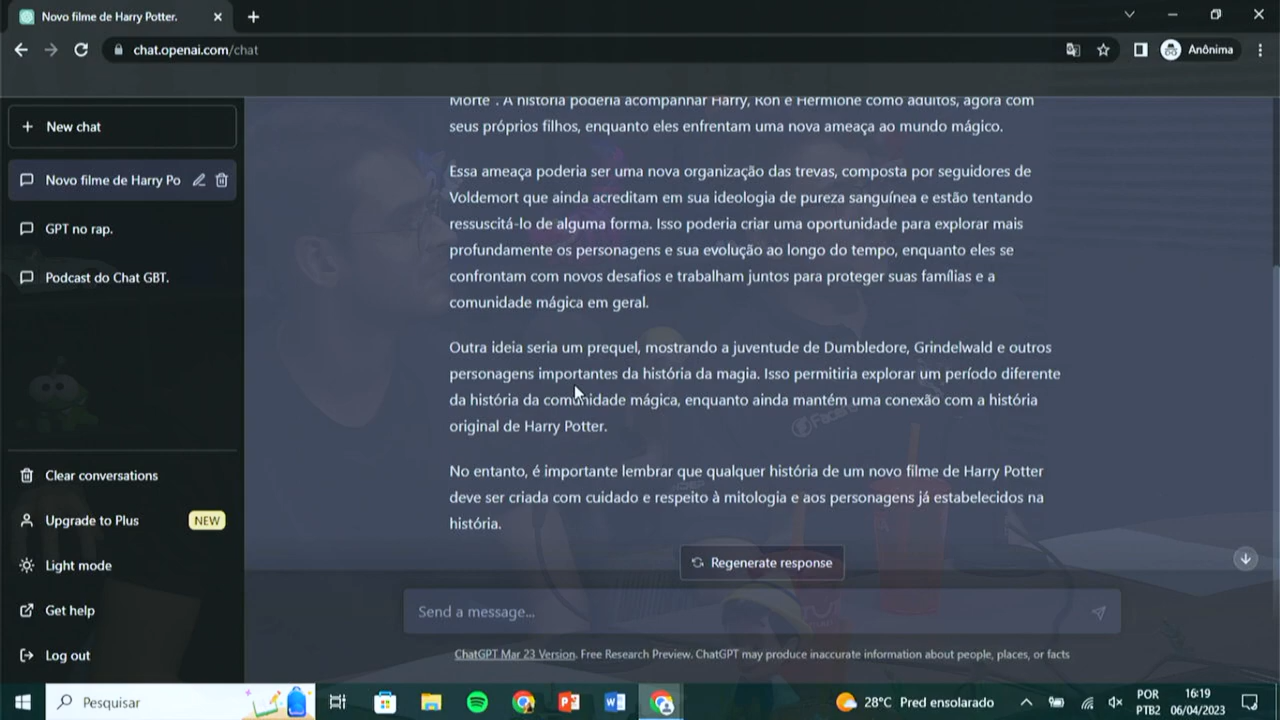 Novo filme de Harry Potter.
chat.openai.com/chat
Anônima
New chat
Novo filme de Harry Po
GPT no rap.
Podcast do Chat GBT.
Clear conversations
Upgrade to Plus NEW
Light mode
Get help
Log out
Morte". A história poderia acompanhar Harry, Ron e Hermione como adultos, agora com
seus próprios filhos, enquanto eles enfrentam uma nova ameaça ao mundo mágico.
Essa ameaça poderia ser uma nova organização das trevas, composta por seguidores de
Voldemort que ainda acreditam em sua ideologia de pureza sanguínea e estão tentando
ressuscitá-lo de alguma forma. Isso poderia criar uma oportunidade para explorar mais
profundamente os personagens e sua evolução ao longo do tempo, enquanto eles se
confrontam com novos desafios e trabalham juntos para proteger suas famílias e a
comunidade mágica em geral.
Outra ideia seria um prequel, mostrando a juventude de Dumbledore, Grindelwald e outros
personagens importantes da história da magia. Isso permitiria explorar um período diferente
da história da comunidade mágica, enquanto ainda mantém uma conexão com a história
original de Harry Potter.
No entanto, é importante lembrar que qualquer história de um novo filme de Harry Potter
deve ser criada com cuidado e respeito à mitologia e aos personagens já estabelecidos na
história.
Regenerate response
Send a message...
ChatGPT Mar 23 Version. Free Research Preview. ChatGPT may produce inaccurate information about people, places, or facts
Pesquisar
28°C Pred ensolarado
POR
PTB2
16:19
06/04/2023